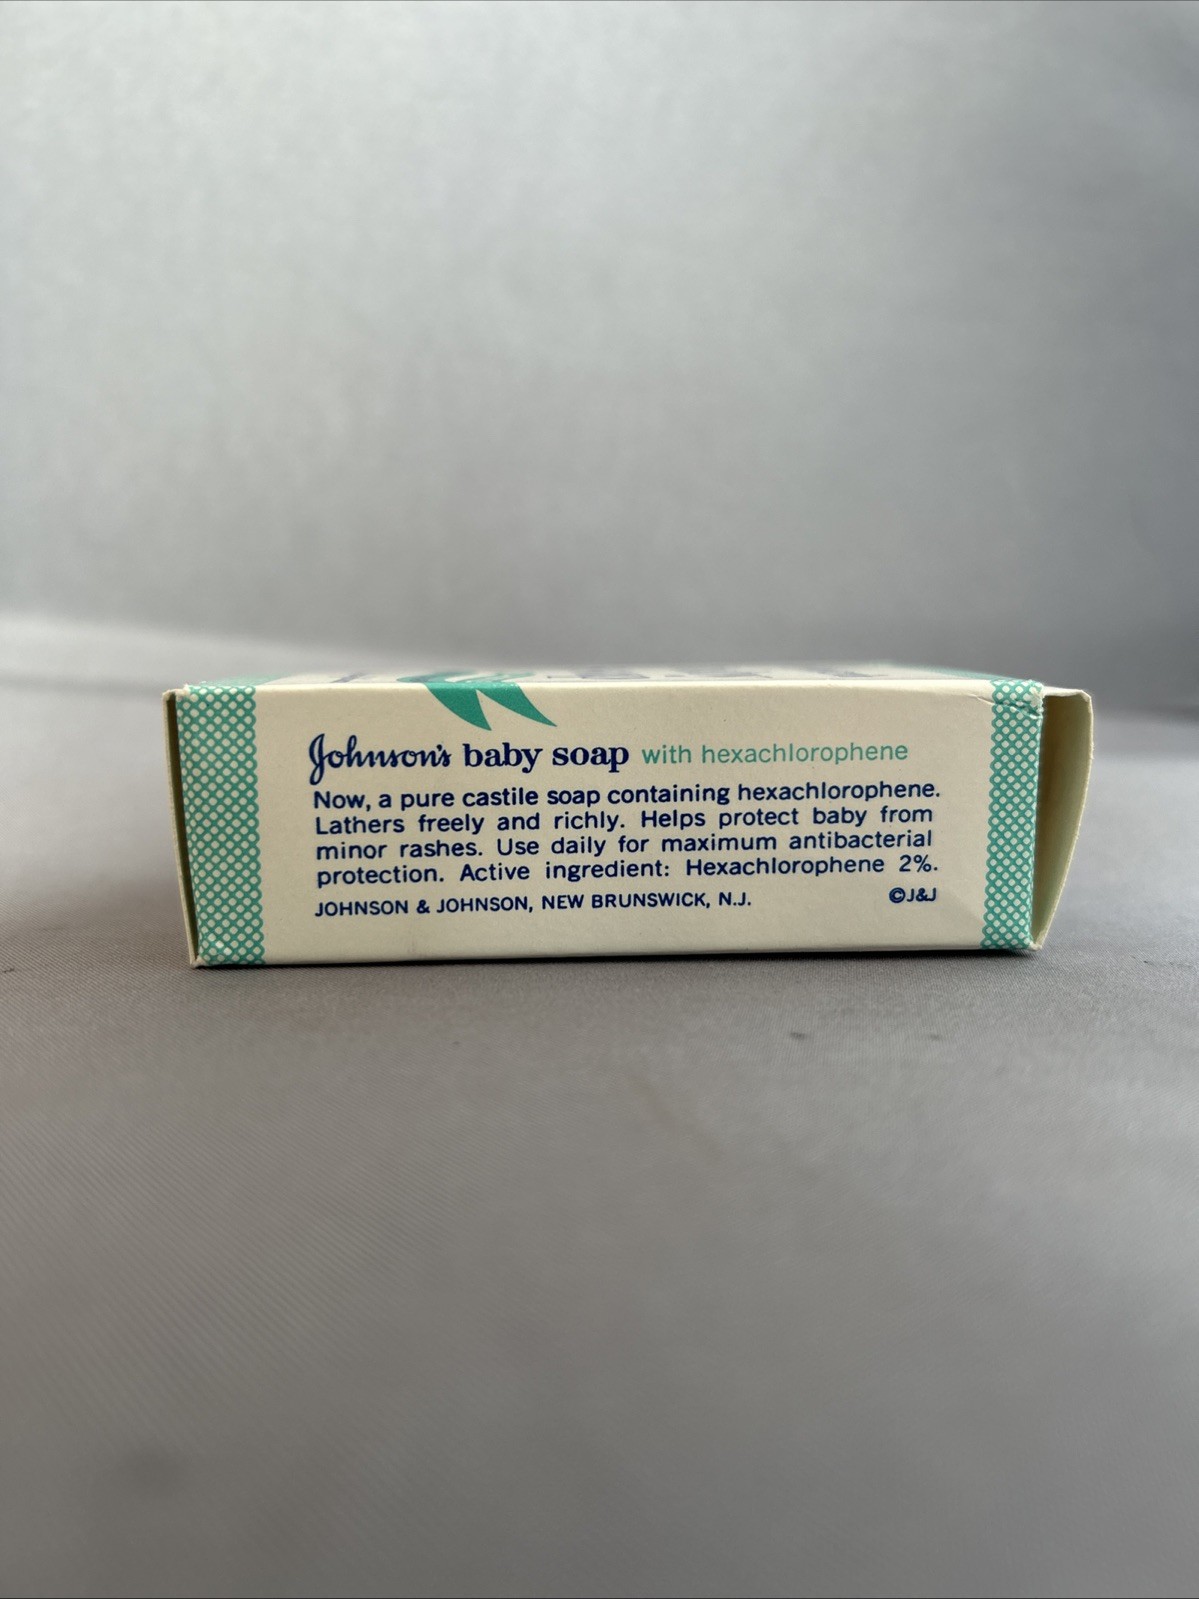 Johnson's baby soap with hexachlorophene
Now, a pure castile soap containing hexachlorophene.
Lathers freely and richly. Helps protect baby from
minor rashes. Use daily for maximum antibacterial
protection. Active ingredient: Hexachlorophene 2%.
JOHNSON & JOHNSON, NEW BRUNSWICK, N.J. ©J&J